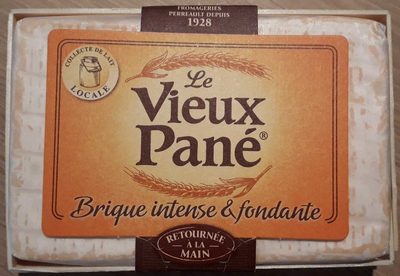 FROMAGERIES
PERREAULT DEPUIS
1928
COLLECTE DE LAIT
LOCALE
Le
Vieux
Pané®
Brique intense & fondante
RETOURNÉE
À LA
MAIN